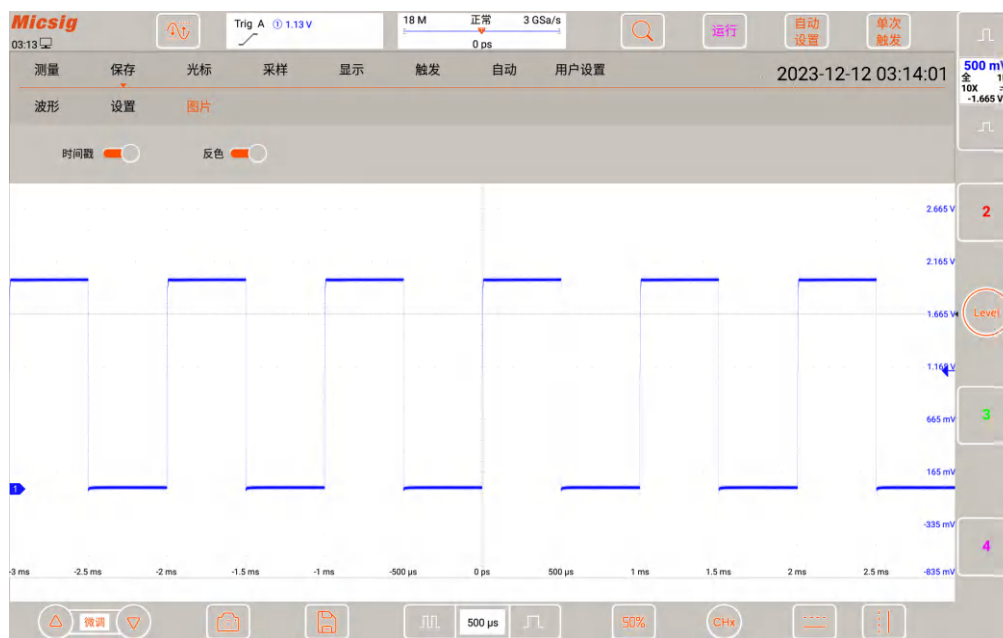 Micsig
03:13
Trig A ① 1.13 V
18 M 正常 3 GSa/s
0 ps
运行
自动
设置
单次
触发
测量 保存 光标 采样 显示 触发 自动 用户设置
2023-12-12 03:14:01
500 mV
全
10X
-1.665 V
波形 设置 图片
时间戳 反色
2.665 V
2
2.165 V
1.665 V
Level
1.165 V
665 mV
3
165 mV
1
-335 mV
4
-3 ms -2.5 ms -2 ms -1.5 ms -1 ms -500 μs 0 ps 500 μs 1 ms 1.5 ms 2 ms 2.5 ms -835 mV
微调
500 μs
50%
CHx